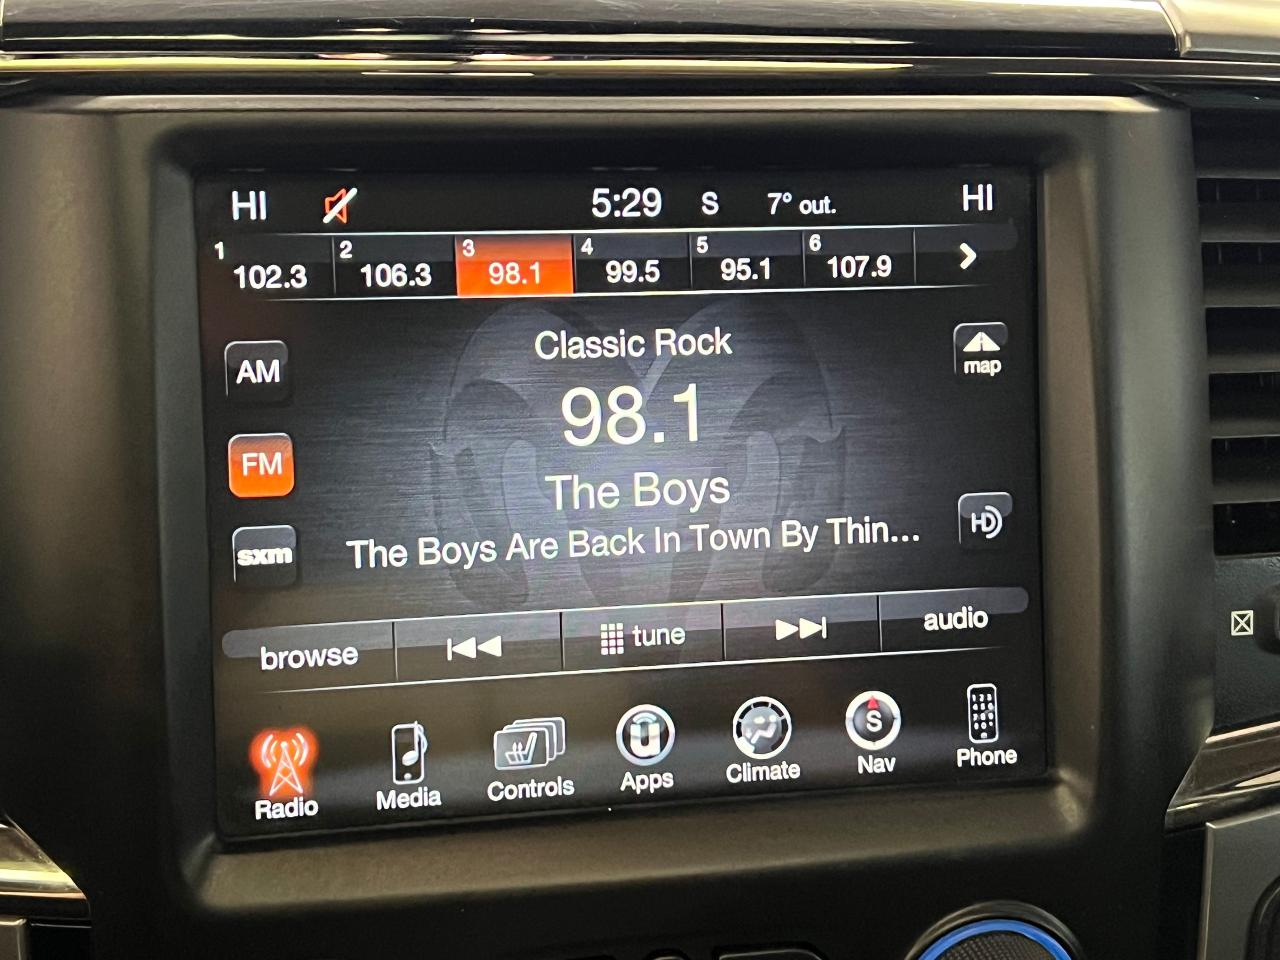 HI 5:29 S 7° out. HI
1 102.3 2 106.3 3 98.1 4 99.5 5 95.1 6 107.9
Classic Rock
AM 98.1 map
FM The Boys
sxm The Boys Are Back In Town By Thin... HD
browse tune audio
Radio Media Controls Apps Climate Nav Phone
S